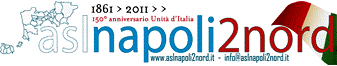 1861 > 2011 > >
150° anniversario Unità d'Italia
aslnapoli2nord
www.aslnapoli2nord.it - info@aslnapoli2nord.it